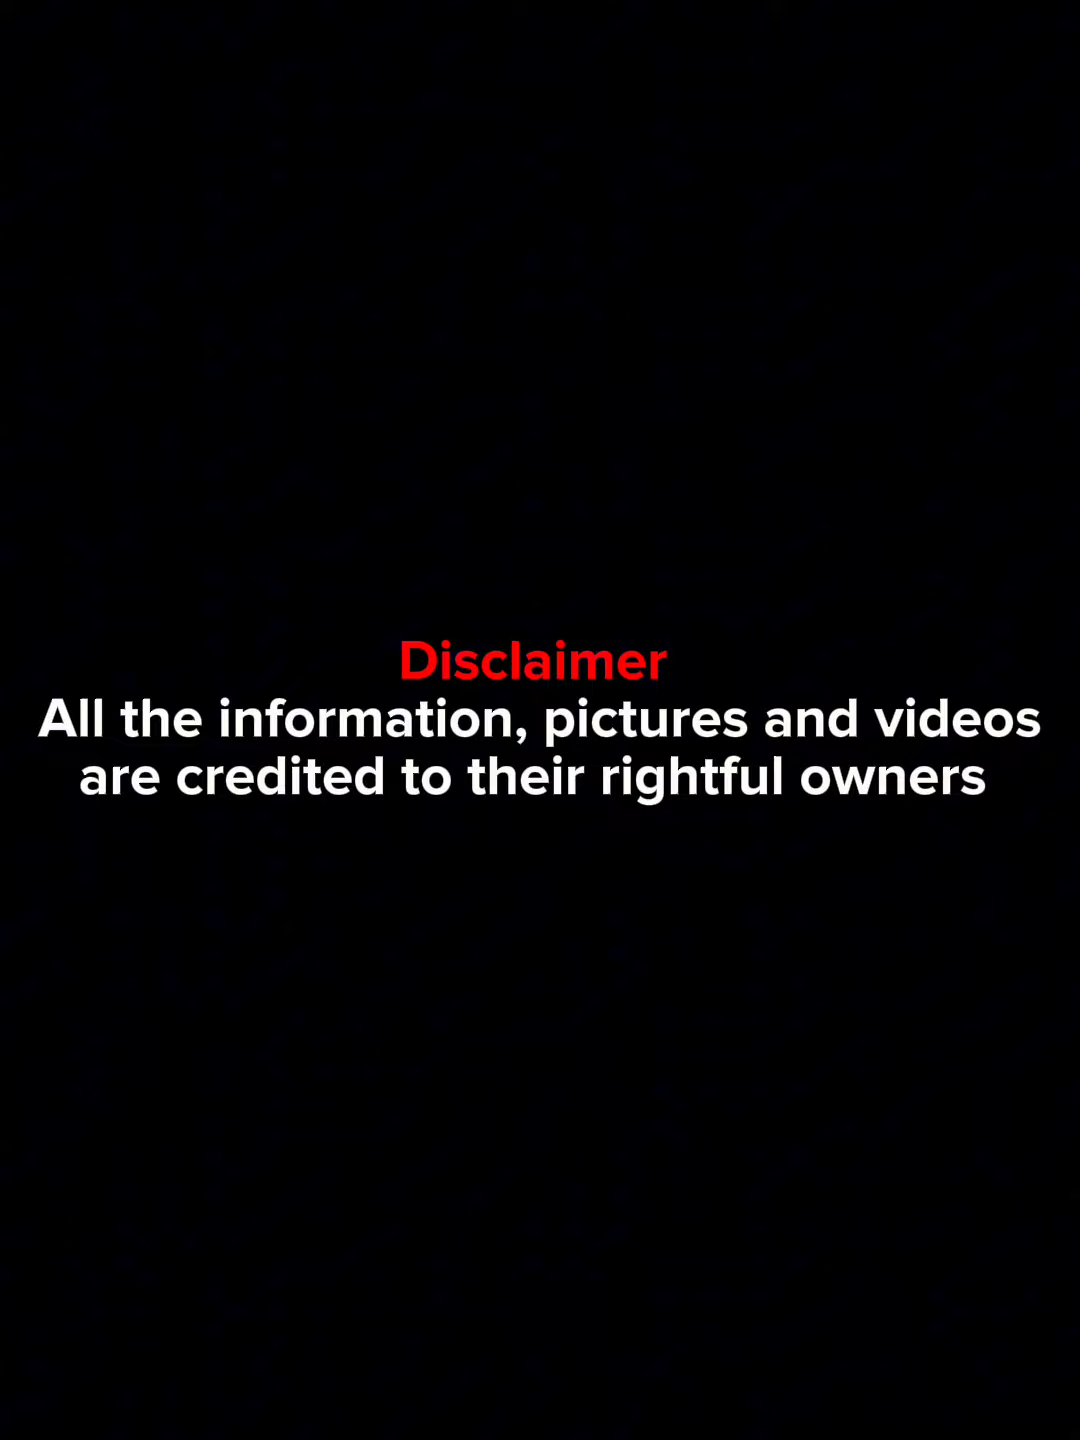 Disclaimer
All the information, pictures and videos
are credited to their rightful owners